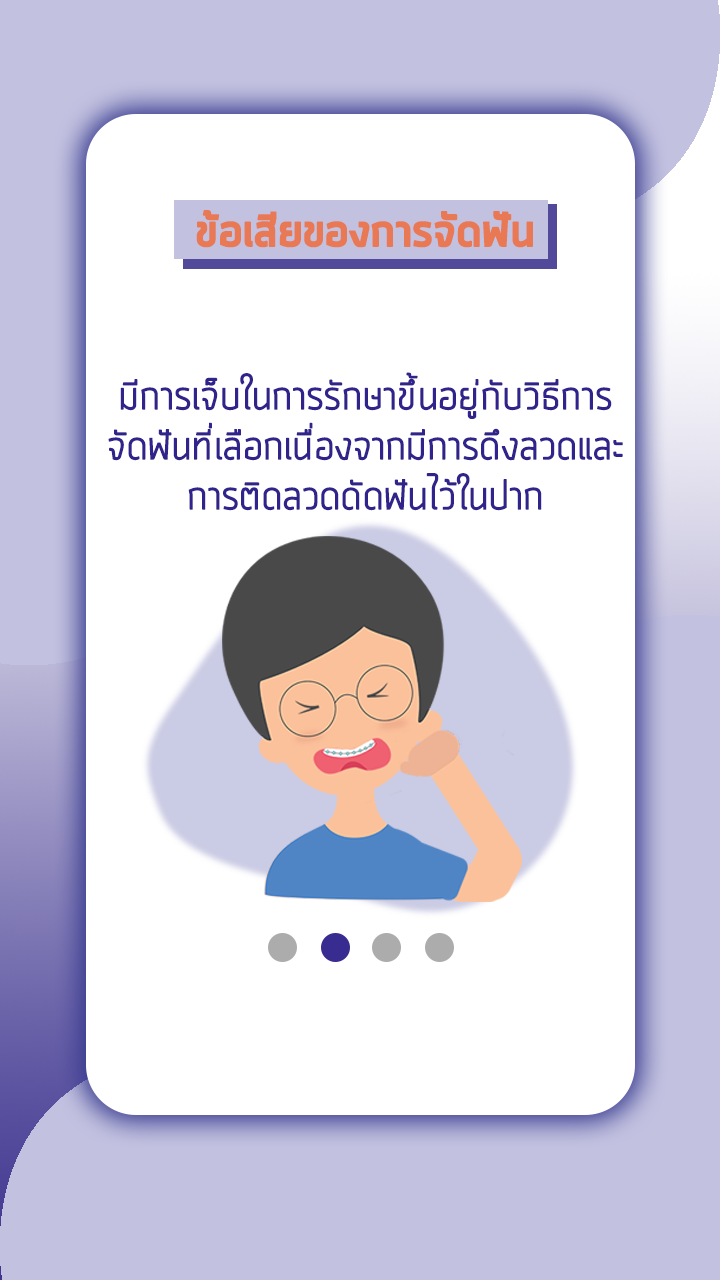 ข้อเสียของการจัดฟัน
มีการเจ็บในการรักษาขึ้นอยู่กับวิธีการ
จัดฟันที่เลือกเนื่องจากมีการดึงลวดและ
การติดลวดดัดฟันไว้ในปาก